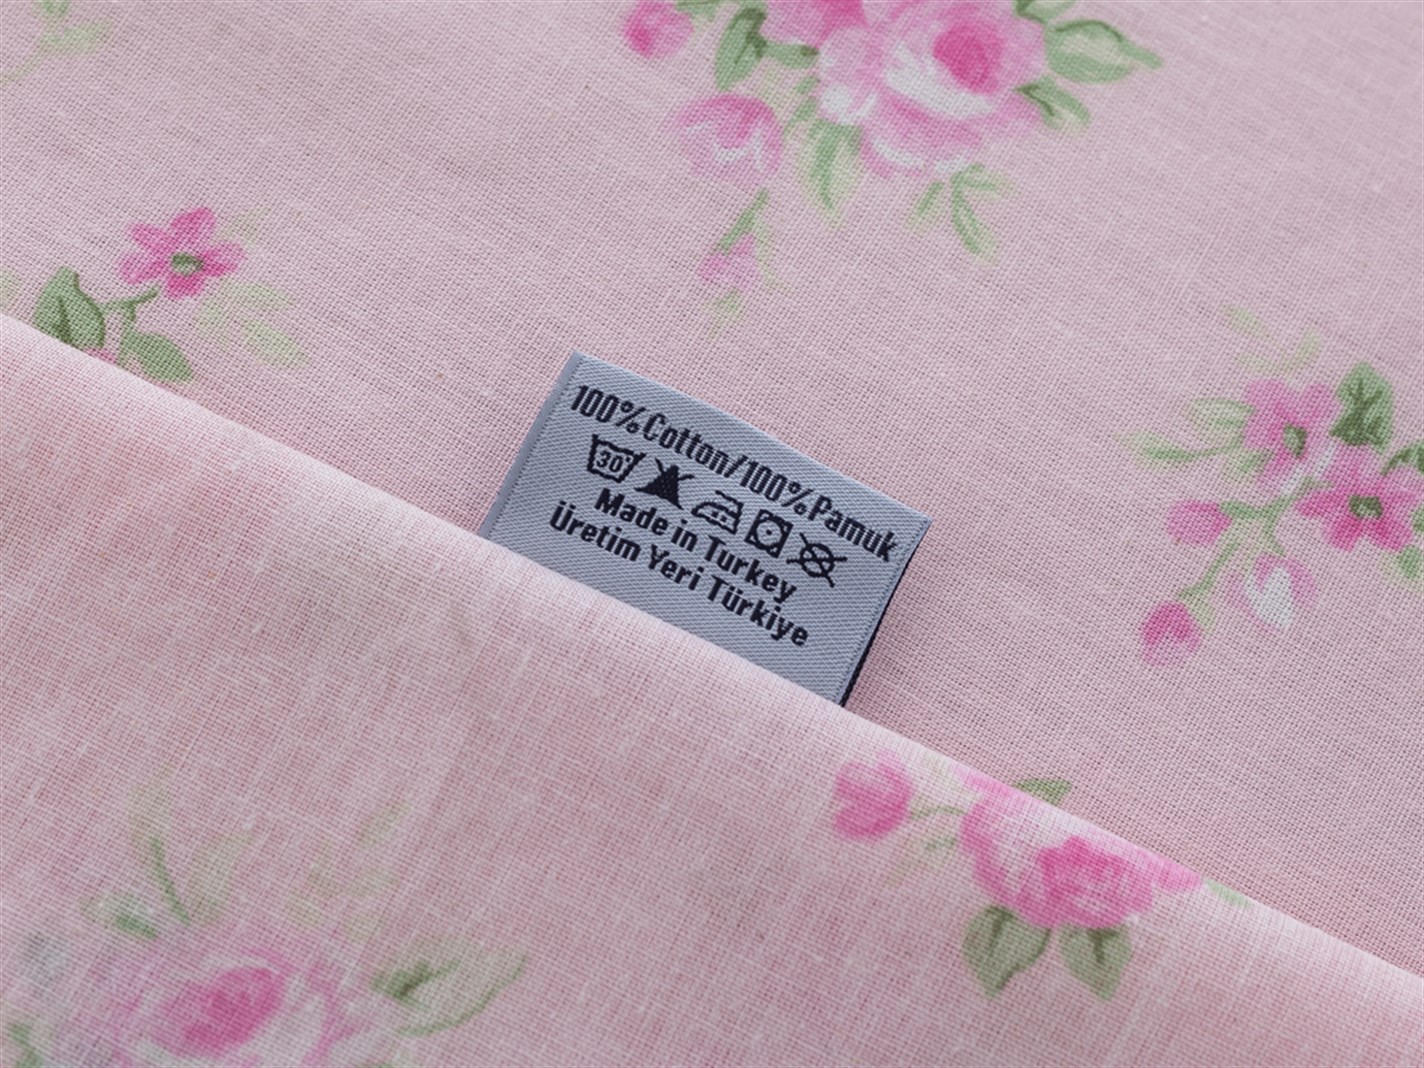 100%Cotton/100%Pamuk
30°
Made in Turkey
Üretim Yeri Türkiye